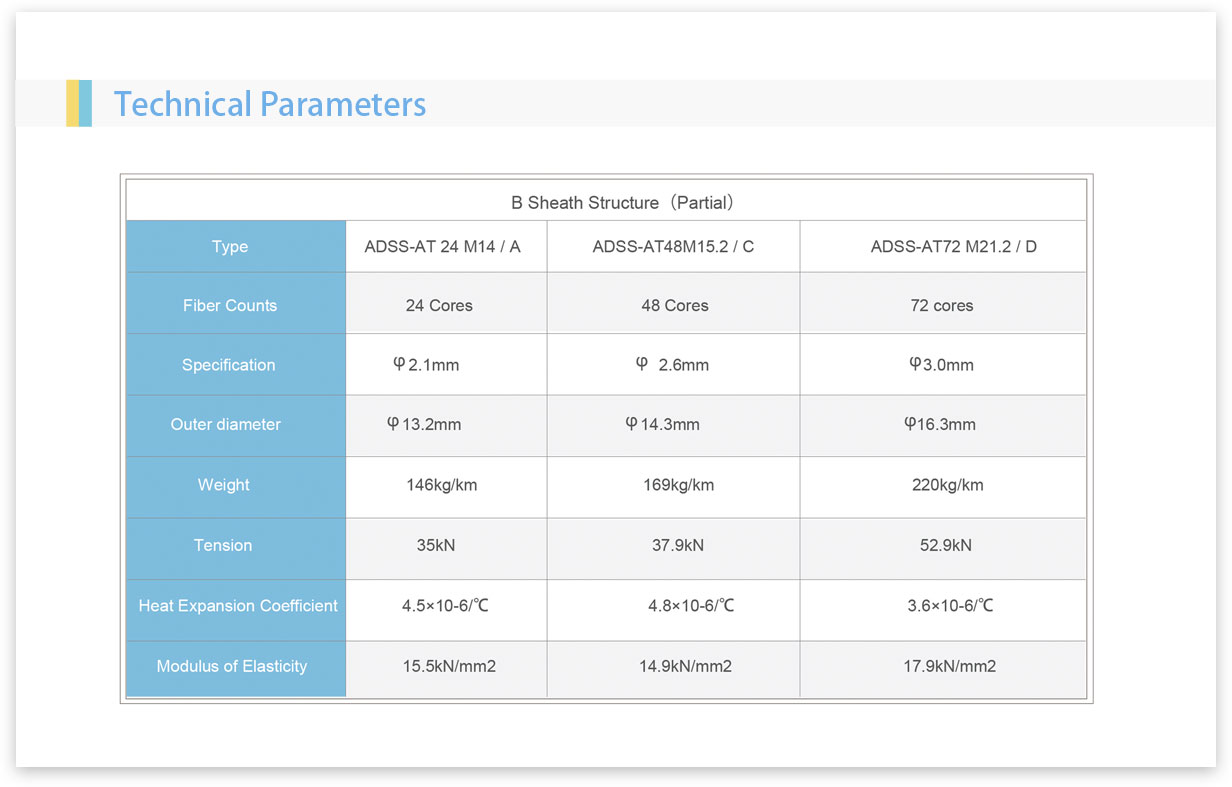 Technical Parameters
B Sheath Structure（Partial）
Type ADSS-AT 24 M14 / A ADSS-AT48M15.2 / C ADSS-AT72 M21.2 / D
Fiber Counts 24 Cores 48 Cores 72 cores
Specification φ2.1mm φ 2.6mm φ3.0mm
Outer diameter φ13.2mm φ14.3mm φ16.3mm
Weight 146kg/km 169kg/km 220kg/km
Tension 35kN 37.9kN 52.9kN
Heat Expansion Coefficient 4.5×10-6/℃ 4.8×10-6/℃ 3.6×10-6/℃
Modulus of Elasticity 15.5kN/mm2 14.9kN/mm2 17.9kN/mm2